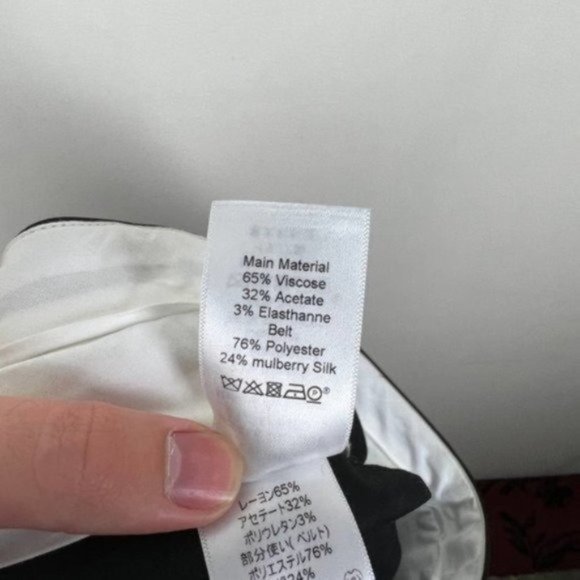 Main Material
65% Viscose
32% Acetate
3% Elasthanne
Belt
76% Polyester
24% mulberry Silk
P
レーヨン65%
アセテート32%
ポリウレタン3%
部分使い(ベルト)
ポリエステル76%
24%